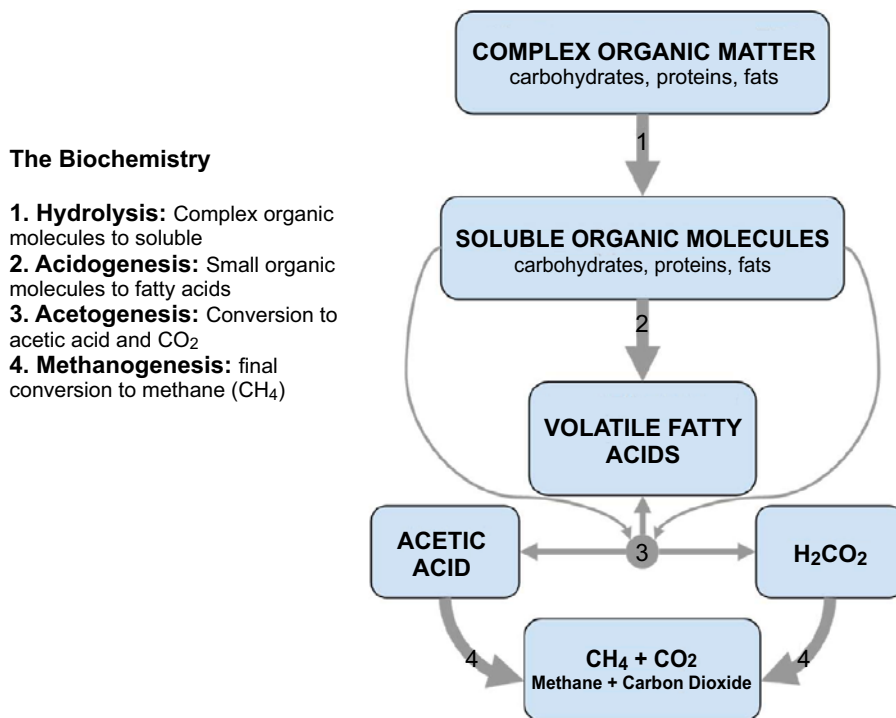 COMPLEX ORGANIC MATTER
carbohydrates, proteins, fats
1
The Biochemistry
1. Hydrolysis: Complex organic
molecules to soluble
2. Acidogenesis: Small organic
molecules to fatty acids
3. Acetogenesis: Conversion to
acetic acid and CO2
4. Methanogenesis: final
conversion to methane (CH4)
SOLUBLE ORGANIC MOLECULES
carbohydrates, proteins, fats
2
VOLATILE FATTY
ACIDS
ACETIC
ACID
3
H2CO2
4
4
CH4 + CO2
Methane + Carbon Dioxide